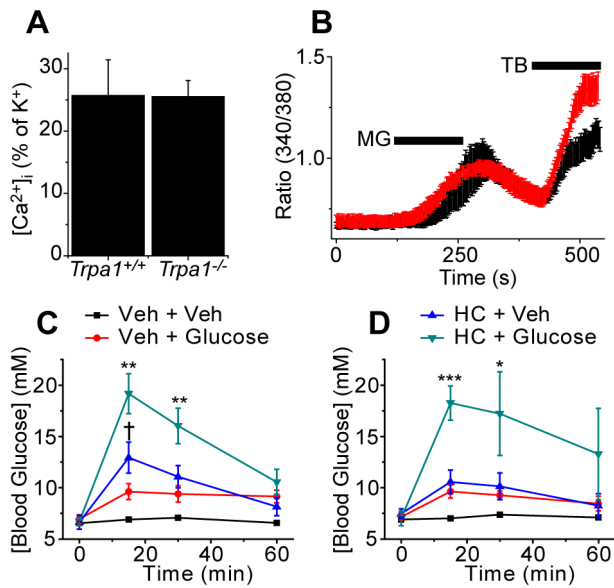 A
[Ca²⁺]ᵢ (% of K⁺)
30
20
10
0
Trpa1⁺/⁺
Trpa1⁻/⁻
B
Ratio (340/380)
1.5
1.0
MG
TB
0
250
500
Time (s)
Veh + Veh
Veh + Glucose
HC + Veh
HC + Glucose
C
[Blood Glucose] (mM)
20
15
10
5
**
**
†
0
20
40
60
Time (min)
D
[Blood Glucose] (mM)
20
15
10
5
***
*
0
20
40
60
Time (min)